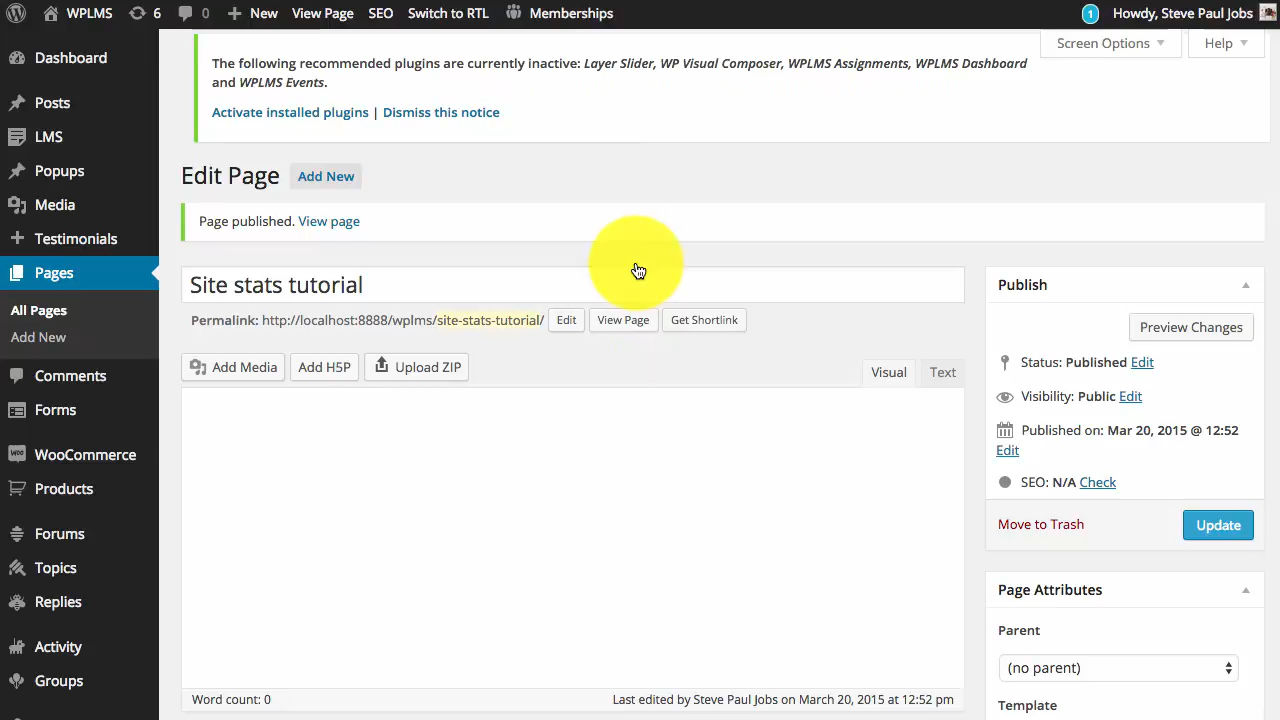 WPLMS 6 0 New View Page SEO Switch to RTL Memberships 1 Howdy, Steve Paul Jobs
Screen Options Help
Dashboard
Posts
LMS
Popups
Media
Testimonials
Pages
All Pages
Add New
Comments
Forms
WooCommerce
Products
Forums
Topics
Replies
Activity
Groups
The following recommended plugins are currently inactive: Layer Slider, WP Visual Composer, WPLMS Assignments, WPLMS Dashboard
and WPLMS Events.
Activate installed plugins | Dismiss this notice
Edit Page Add New
Page published. View page
Site stats tutorial
Permalink: http://localhost:8888/wplms/site-stats-tutorial/ Edit View Page Get Shortlink
Add Media Add H5P Upload ZIP Visual Text
Word count: 0 Last edited by Steve Paul Jobs on March 20, 2015 at 12:52 pm
Publish
Preview Changes
Status: Published Edit
Visibility: Public Edit
Published on: Mar 20, 2015 @ 12:52
Edit
SEO: N/A Check
Move to Trash Update
Page Attributes
Parent
(no parent)
Template